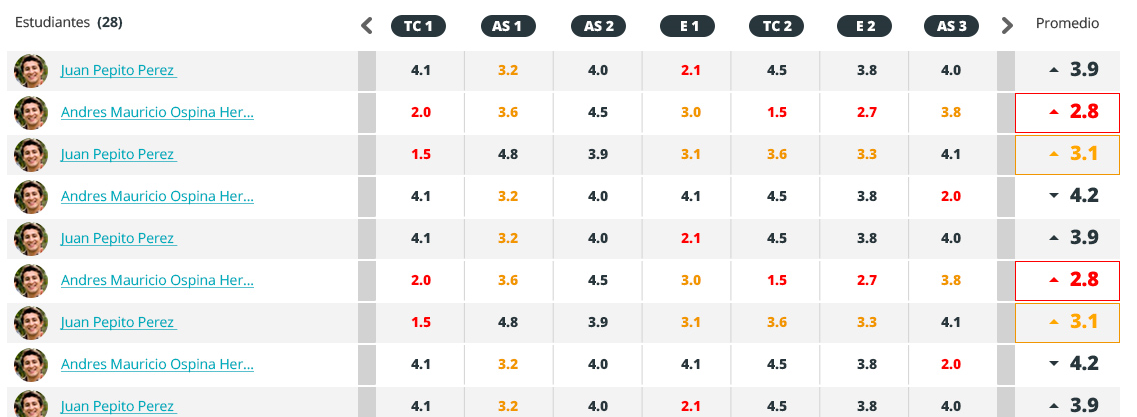 Estudiantes (28) TC 1 AS 1 AS 2 E 1 TC 2 E 2 AS 3 Promedio
Juan Pepito Perez 4.1 3.2 4.0 2.1 4.5 3.8 4.0 3.9
Andres Mauricio Ospina Her... 2.0 3.6 4.5 3.0 1.5 2.7 3.8 2.8
Juan Pepito Perez 1.5 4.8 3.9 3.1 3.6 3.3 4.1 3.1
Andres Mauricio Ospina Her... 4.1 3.2 4.0 4.1 4.5 3.8 2.0 4.2
Juan Pepito Perez 4.1 3.2 4.0 2.1 4.5 3.8 4.0 3.9
Andres Mauricio Ospina Her... 2.0 3.6 4.5 3.0 1.5 2.7 3.8 2.8
Juan Pepito Perez 1.5 4.8 3.9 3.1 3.6 3.3 4.1 3.1
Andres Mauricio Ospina Her... 4.1 3.2 4.0 4.1 4.5 3.8 2.0 4.2
Juan Pepito Perez 4.1 3.2 4.0 2.1 4.5 3.8 4.0 3.9